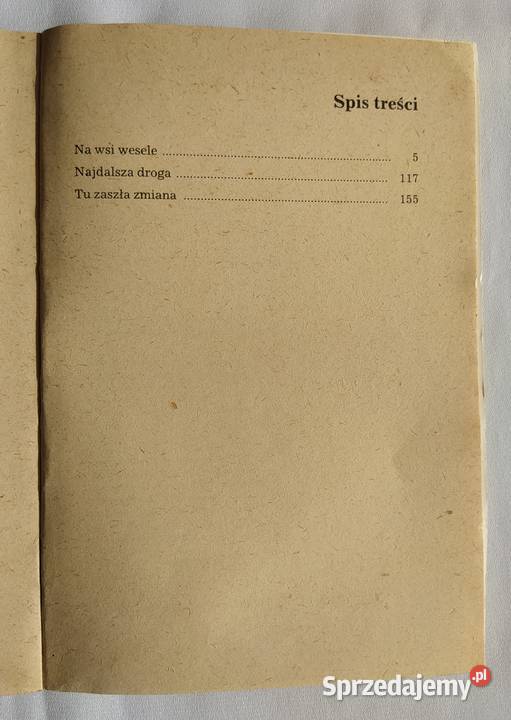 Spis treści
Na wsi wesele ........................................................ 5
Najdalsza droga ........................................................ 117
Tu zaszła zmiana ........................................................ 155
Sprzedajemy.pl